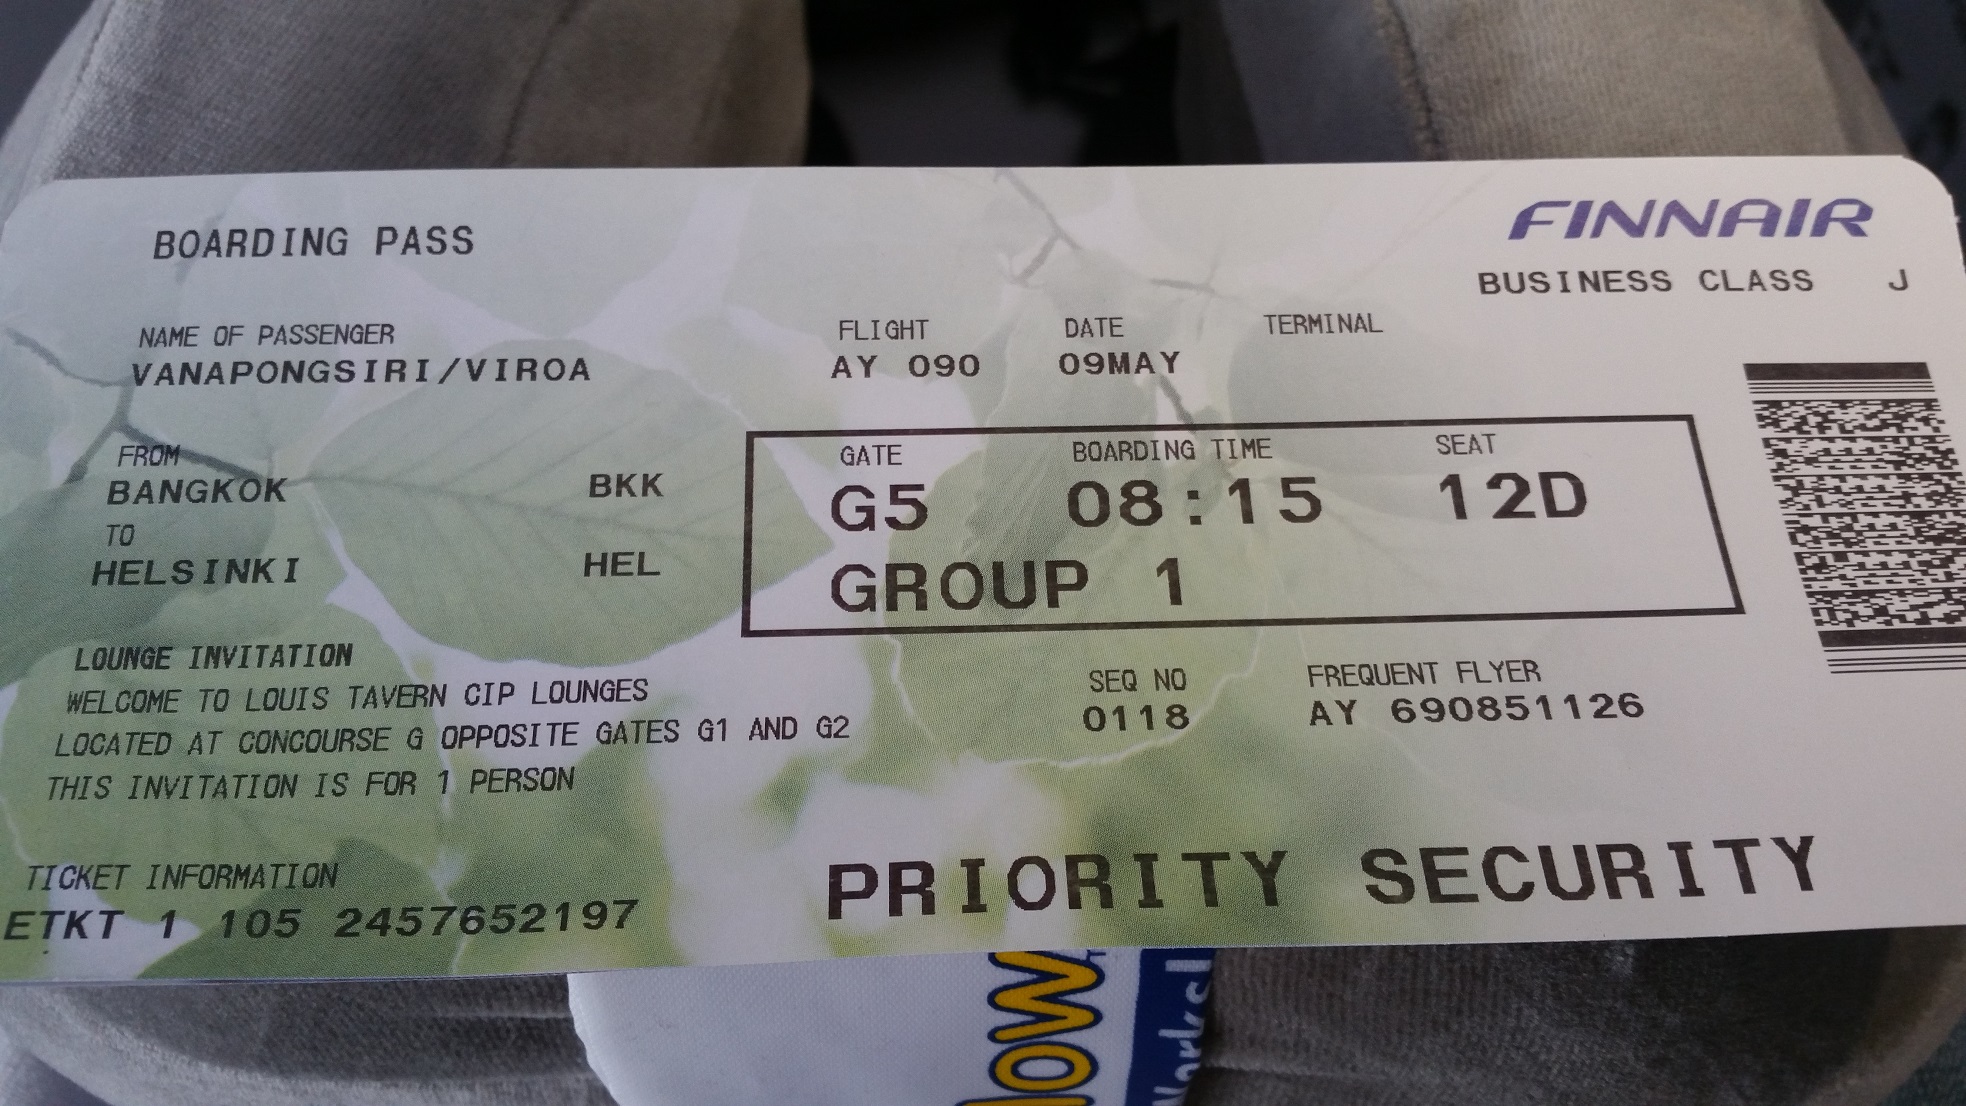 FINNAIR
BOARDING PASS
BUSINESS CLASS J
NAME OF PASSENGER
VANAPONGSIRI/VIROA
FLIGHT DATE TERMINAL
AY 090 09MAY
FROM
BANGKOK BKK
TO
HELSINKI HEL
GATE BOARDING TIME SEAT
G5 08:15 12D
GROUP 1
LOUNGE INVITATION
WELCOME TO LOUIS TAVERN CIP LOUNGES
LOCATED AT CONCOURSE G OPPOSITE GATES G1 AND G2
THIS INVITATION IS FOR 1 PERSON
SEQ NO FREQUENT FLYER
0118 AY 690851126
TICKET INFORMATION
ETKT 1 105 2457652197
PRIORITY SECURITY